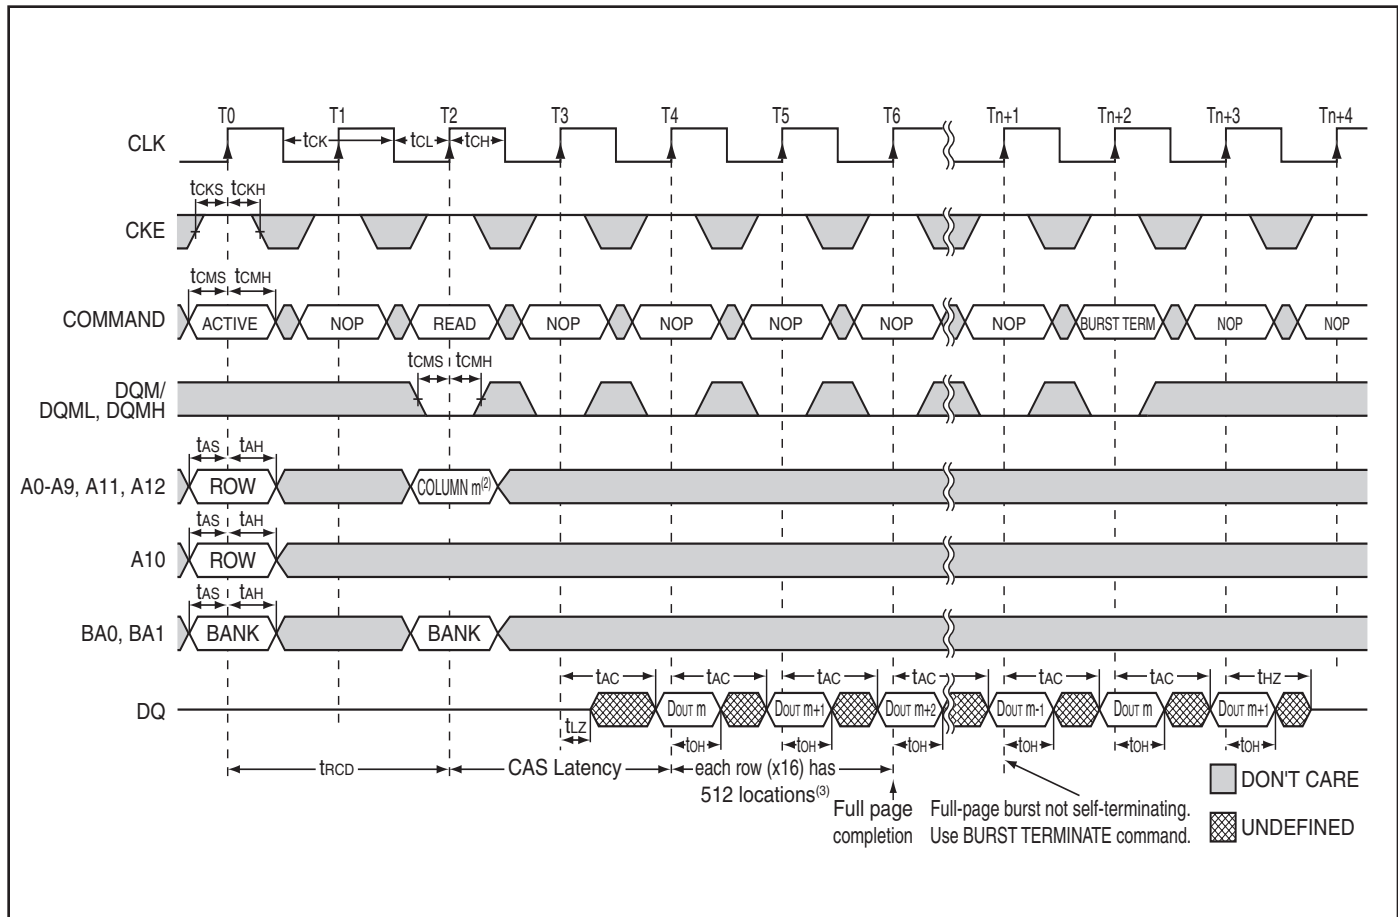 T0 T1 T2 T3 T4 T5 T6 Tn+1 Tn+2 Tn+3 Tn+4
CLK tCK tCL tCH
tCKS tCKH
CKE
tCMS tCMH
COMMAND ACTIVE NOP READ NOP NOP NOP NOP NOP BURST TERM NOP NOP
tCMS tCMH
DQM/
DQML, DQMH
tAS tAH
A0-A9, A11, A12 ROW COLUMN m(2)
tAS tAH
A10 ROW
tAS tAH
BA0, BA1 BANK BANK
tAC tAC tAC tAC tAC tAC tHZ
DQ DOUT m DOUT m+1 DOUT m+2 DOUT m-1 DOUT m DOUT m+1
tLZ tOH tOH tOH tOH tOH tOH
tRCD CAS Latency each row (x16) has
512 locations(3)
Full page
completion
Full-page burst not self-terminating.
Use BURST TERMINATE command.
DON'T CARE
UNDEFINED